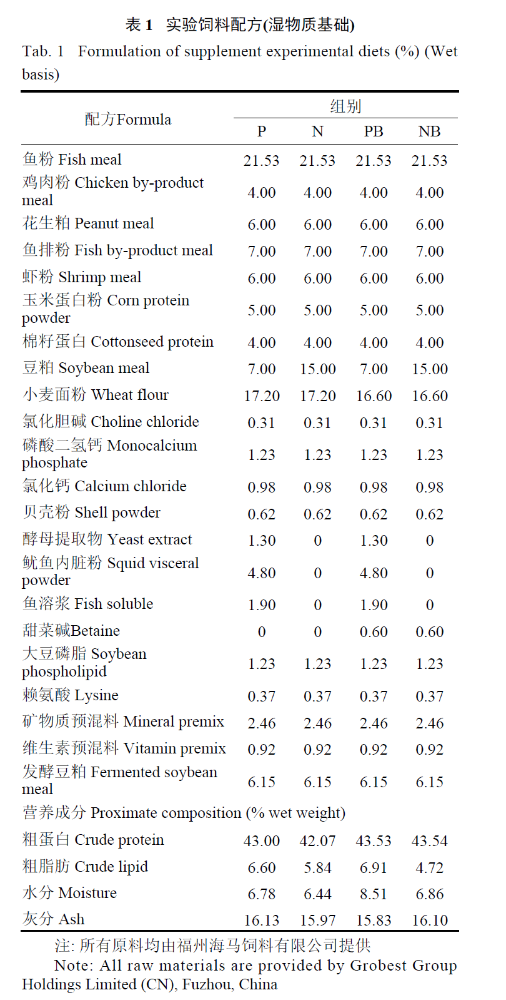 表 1 实验饲料配方(湿物质基础)
Tab. 1 Formulation of supplement experimental diets (%) (Wet
basis)
配方Formula 组别
P N PB NB
鱼粉 Fish meal 21.53 21.53 21.53 21.53
鸡肉粉 Chicken by-product
meal 4.00 4.00 4.00 4.00
花生粕 Peanut meal 6.00 6.00 6.00 6.00
鱼排粉 Fish by-product meal 7.00 7.00 7.00 7.00
虾粉 Shrimp meal 6.00 6.00 6.00 6.00
玉米蛋白粉 Corn protein
powder 5.00 5.00 5.00 5.00
棉籽蛋白 Cottonseed protein 4.00 4.00 4.00 4.00
豆粕 Soybean meal 7.00 15.00 7.00 15.00
小麦面粉 Wheat flour 17.20 17.20 16.60 16.60
氯化胆碱 Choline chloride 0.31 0.31 0.31 0.31
磷酸二氢钙 Monocalcium
phosphate 1.23 1.23 1.23 1.23
氯化钙 Calcium chloride 0.98 0.98 0.98 0.98
贝壳粉 Shell powder 0.62 0.62 0.62 0.62
酵母提取物 Yeast extract 1.30 0 1.30 0
鱿鱼内脏粉 Squid visceral
powder 4.80 0 4.80 0
鱼溶浆 Fish soluble 1.90 0 1.90 0
甜菜碱Betaine 0 0 0.60 0.60
大豆磷脂 Soybean
phospholipid 1.23 1.23 1.23 1.23
赖氨酸 Lysine 0.37 0.37 0.37 0.37
矿物质预混料 Mineral premix 2.46 2.46 2.46 2.46
维生素预混料 Vitamin premix 0.92 0.92 0.92 0.92
发酵豆粕 Fermented soybean
meal 6.15 6.15 6.15 6.15
营养成分 Proximate composition (% wet weight)
粗蛋白 Crude protein 43.00 42.07 43.53 43.54
粗脂肪 Crude lipid 6.60 5.84 6.91 4.72
水分 Moisture 6.78 6.44 8.51 6.86
灰分 Ash 16.13 15.97 15.83 16.10
注: 所有原料均由福州海马饲料有限公司提供
Note: All raw materials are provided by Grobest Group
Holdings Limited (CN), Fuzhou, China